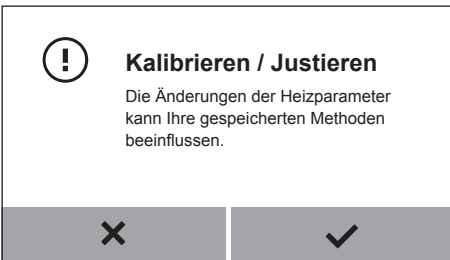 Kalibrieren / Justieren
Die Änderungen der Heizparameter
kann Ihre gespeicherten Methoden
beeinflussen.